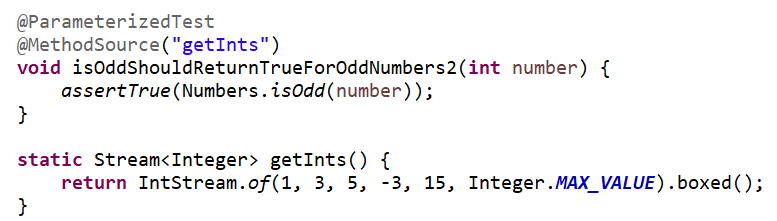 @ParameterizedTest
@MethodSource("getInts")
void isOddShouldReturnTrueForOddNumbers2(int number) {
    assertTrue(Numbers.isOdd(number));
}

static Stream<Integer> getInts() {
    return IntStream.of(1, 3, 5, -3, 15, Integer.MAX_VALUE).boxed();
}